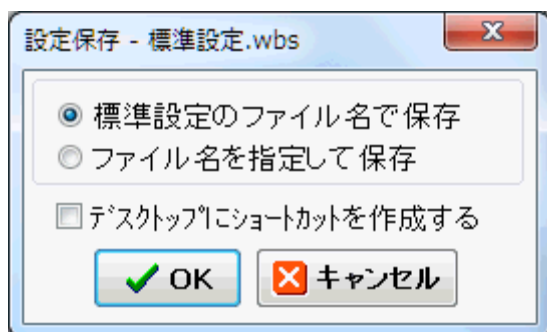 設定保存 - 標準設定.wbs
標準設定のファイル名で保存
ファイル名を指定して保存
ﾃﾞｽｸﾄｯﾌﾟにｼｮｰﾄｶｯﾄを作成する
OK
キャンセル